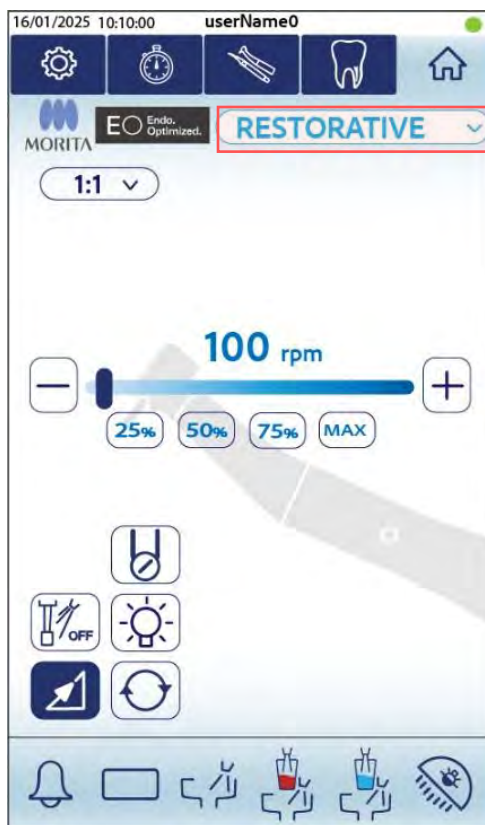 16/01/2025 10:10:00 userName0
MORITA
EO Endo. Optimized.
RESTORATIVE
1:1
100 rpm
25% 50% 75% MAX
OFF